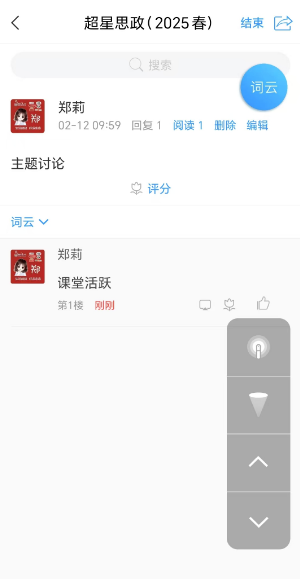 超星思政(2025春)
结束
搜索
词云
郑莉
02-12 09:59 回复 1 阅读 1 删除 编辑
主题讨论
评分
词云
郑莉
课堂活跃
第1楼 刚刚